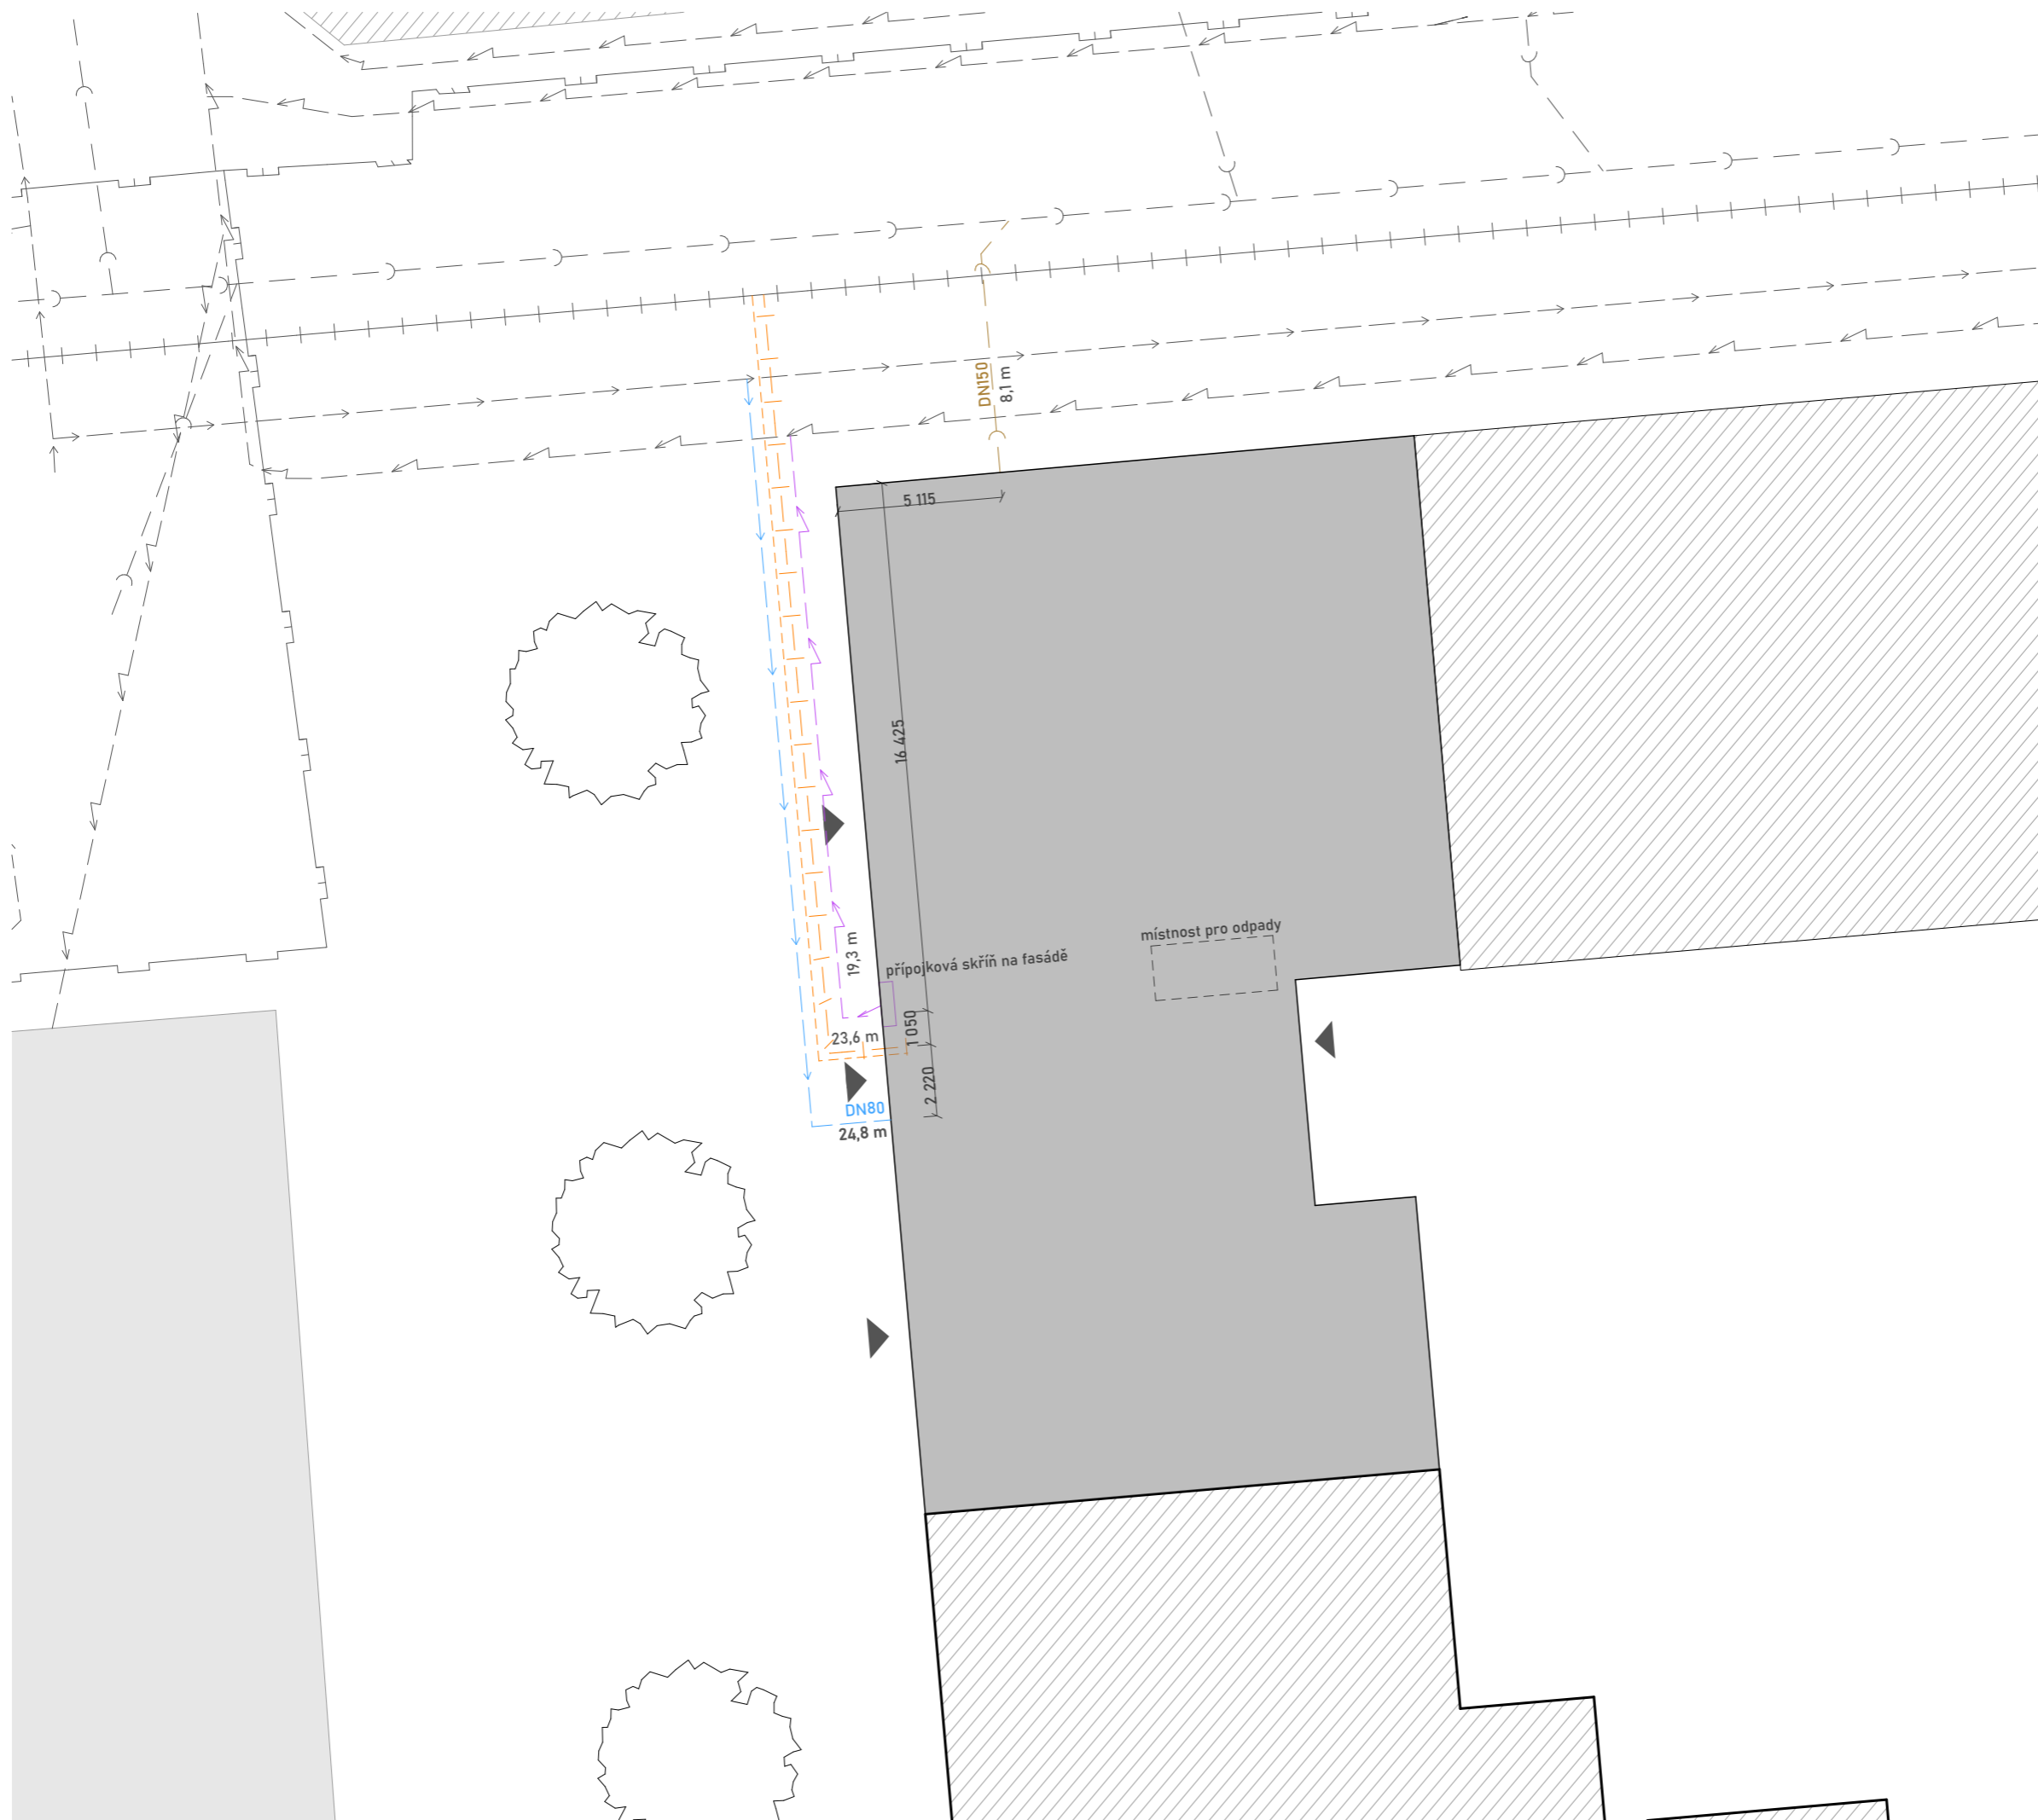 DN150
8,1 m
5 115
16 425
místnost pro odpady
19,3 m
přípojková skříň na fasádě
23,6 m
1 050
2 220
DN80
24,8 m